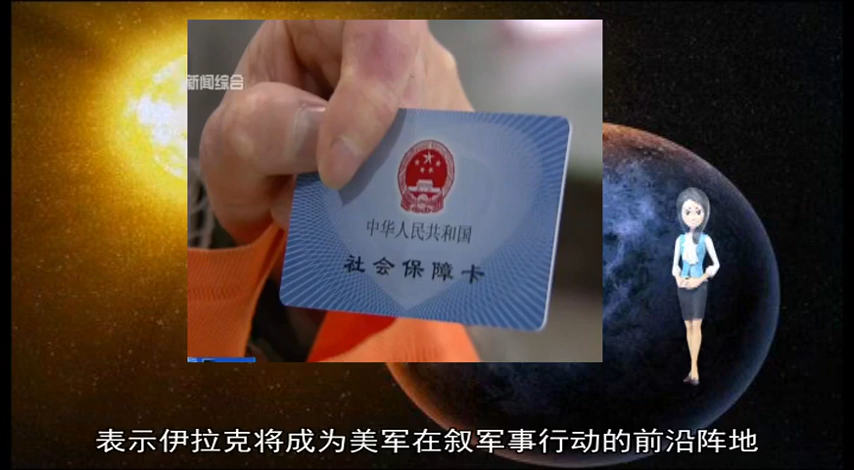 新闻综合
中华人民共和国
社会保障卡
表示伊拉克将成为美军在叙军事行动的前沿阵地